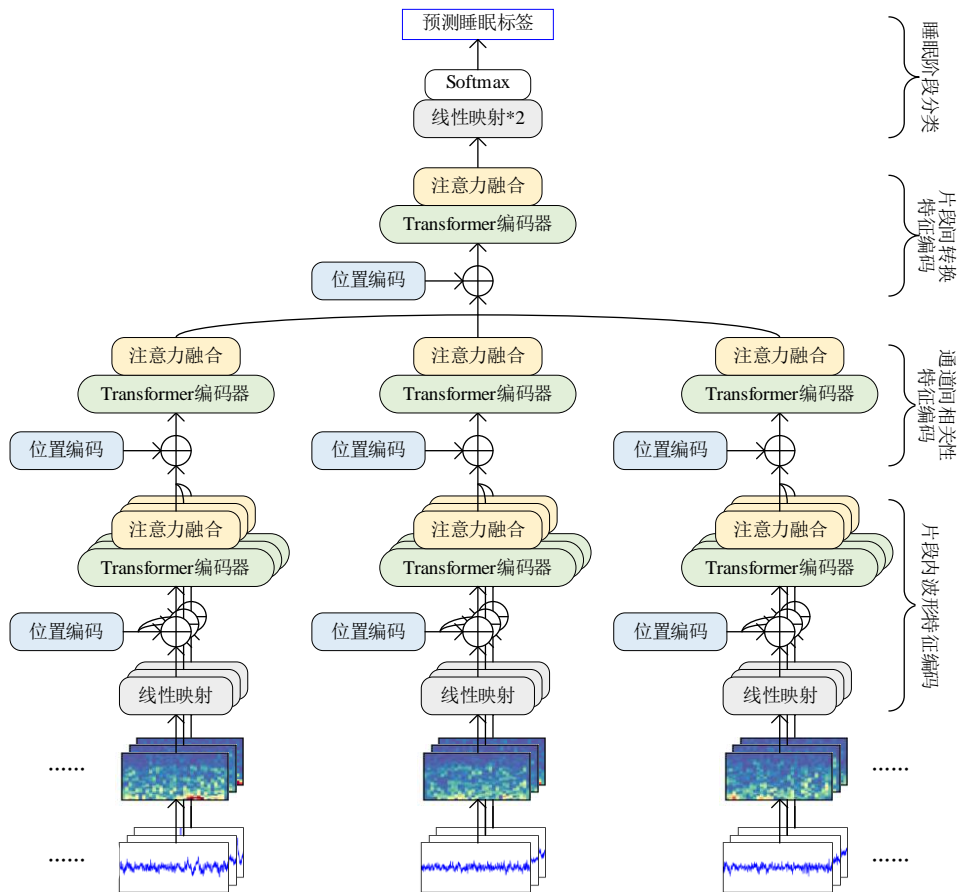 预测睡眠标签
Softmax
线性映射*2
睡眠阶段分类
注意力融合
Transformer编码器
位置编码
片段间转换
特征编码
注意力融合
注意力融合
注意力融合
Transformer编码器
Transformer编码器
Transformer编码器
位置编码
位置编码
位置编码
通道间相关性
特征编码
注意力融合
注意力融合
注意力融合
Transformer编码器
Transformer编码器
Transformer编码器
位置编码
位置编码
位置编码
线性映射
线性映射
线性映射
片段内波形特征编码
......
......
......
......